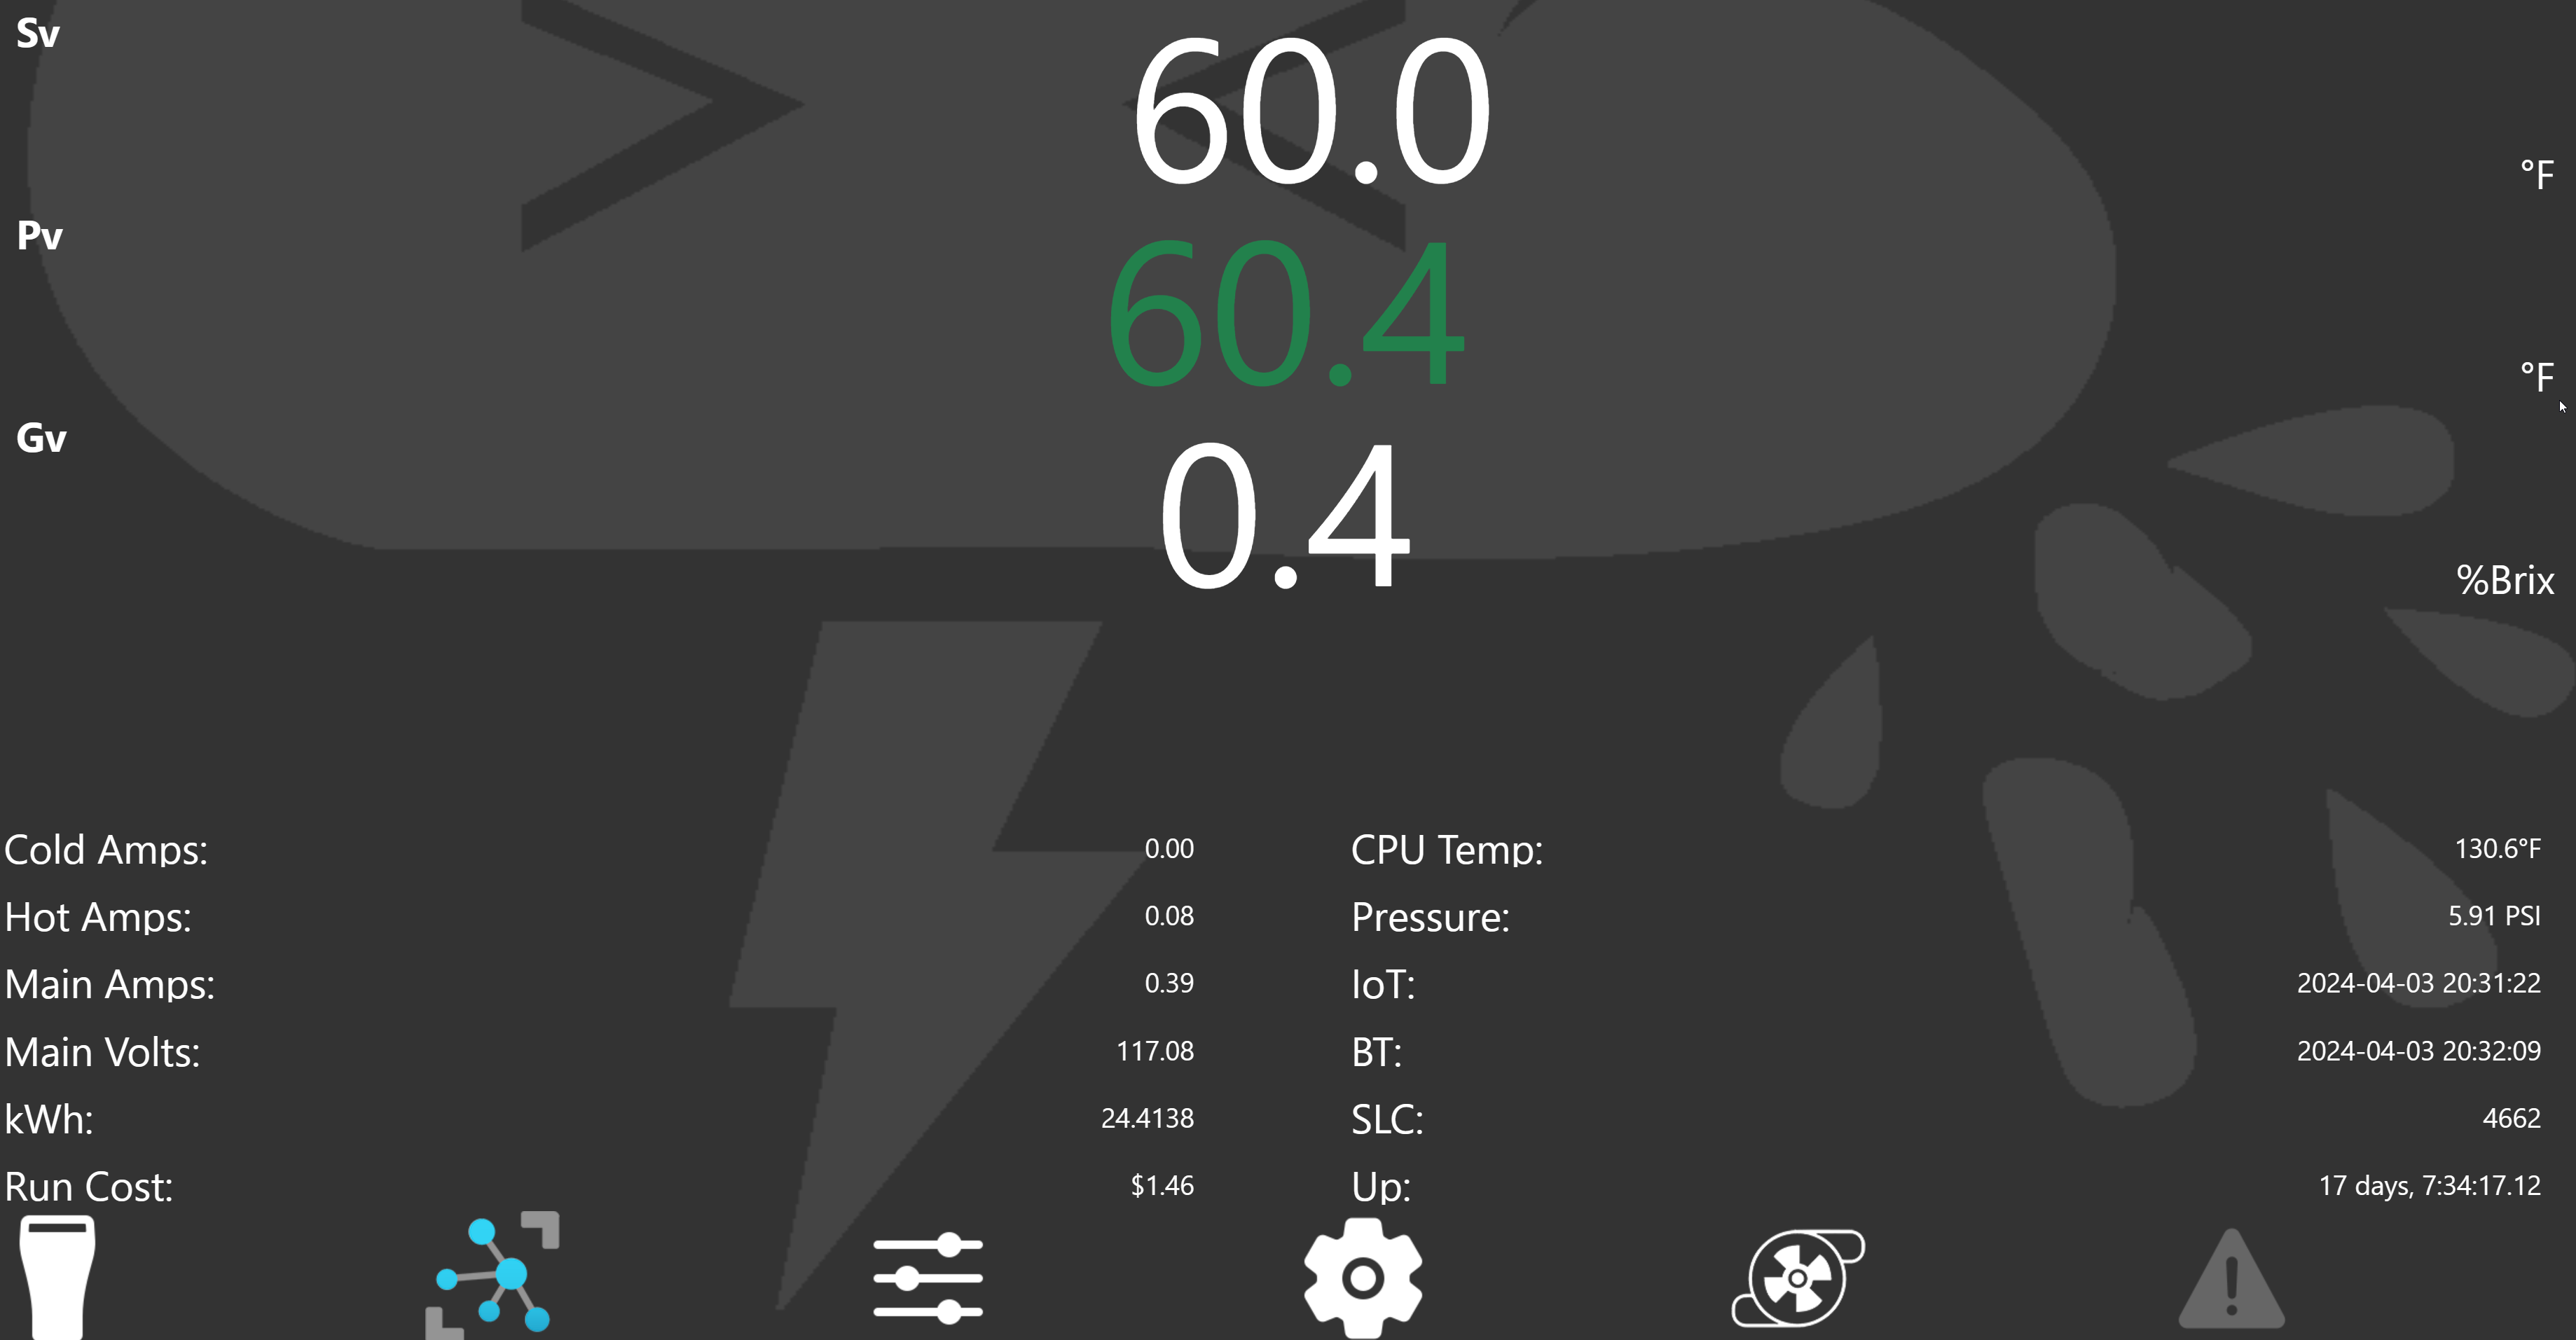 Sv
60.0
°F
Pv
60.4
°F
Gv
0.4
%Brix
Cold Amps: 0.00 CPU Temp: 130.6°F
Hot Amps: 0.08 Pressure: 5.91 PSI
Main Amps: 0.39 IoT: 2024-04-03 20:31:22
Main Volts: 117.08 BT: 2024-04-03 20:32:09
kWh: 24.4138 SLC: 4662
Run Cost: $1.46 Up: 17 days, 7:34:17.12